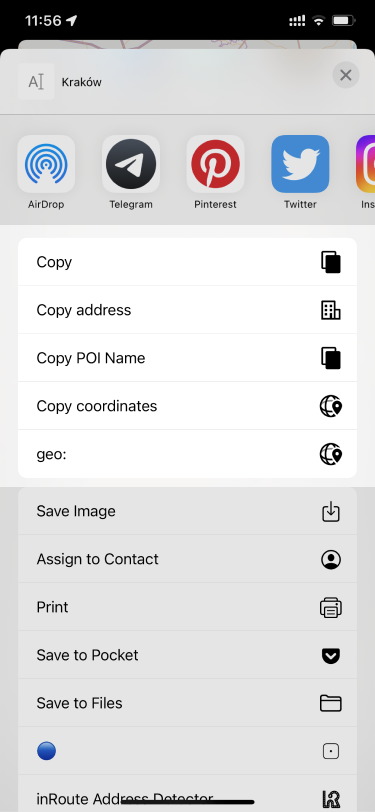 11:56
A
Kraków
AirDrop
Telegram
Pinterest
Twitter
Ins
Copy
Copy address
Copy POI Name
Copy coordinates
geo:
Save Image
Assign to Contact
Print
Save to Pocket
Save to Files
inRoute Address Detector